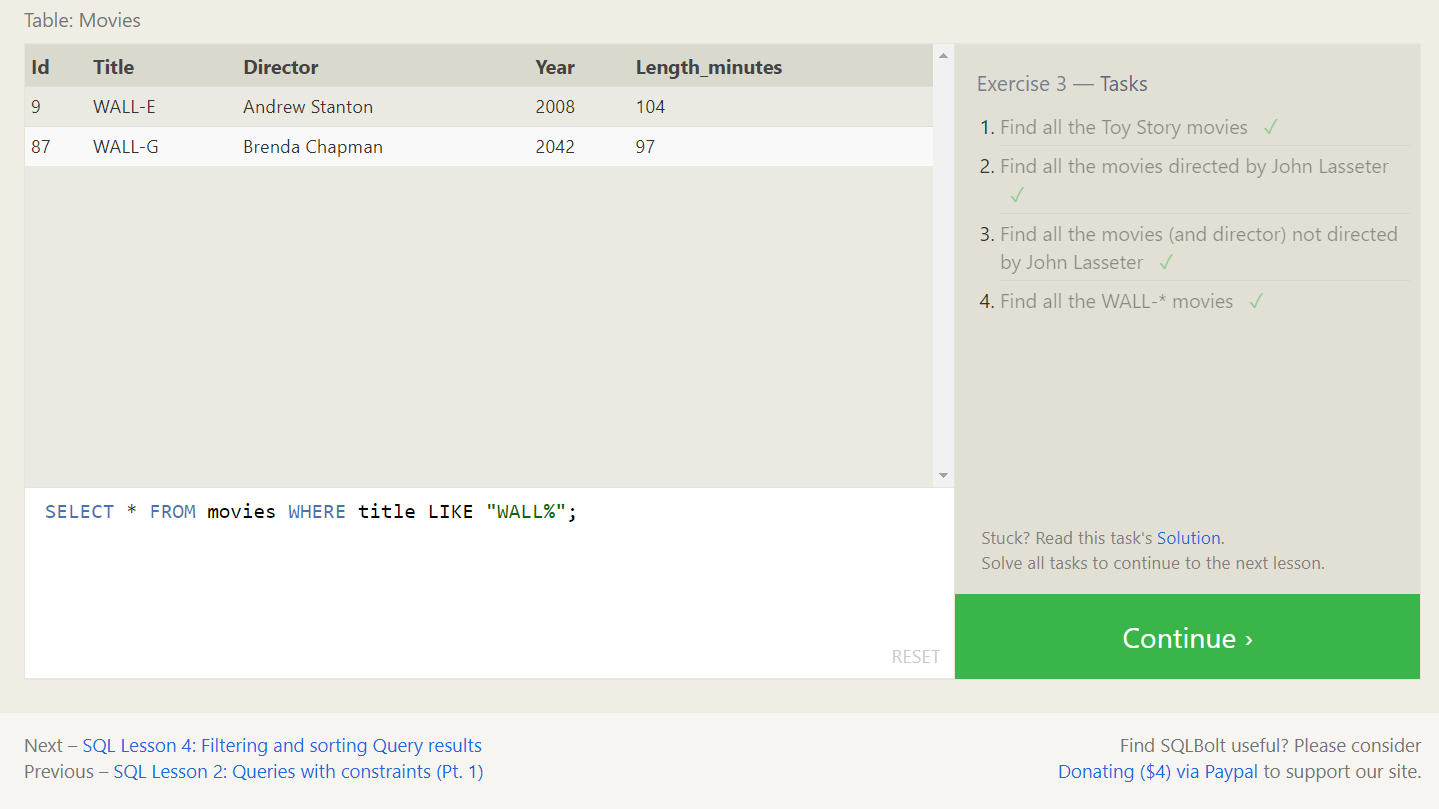 Table: Movies
Id Title Director Year Length_minutes
9 WALL-E Andrew Stanton 2008 104
87 WALL-G Brenda Chapman 2042 97
SELECT * FROM movies WHERE title LIKE "WALL%";
RESET
Exercise 3 — Tasks
1. Find all the Toy Story movies ✓
2. Find all the movies directed by John Lasseter
✓
3. Find all the movies (and director) not directed
by John Lasseter ✓
4. Find all the WALL-* movies ✓
Stuck? Read this task's Solution.
Solve all tasks to continue to the next lesson.
Continue ›
Next – SQL Lesson 4: Filtering and sorting Query results
Previous – SQL Lesson 2: Queries with constraints (Pt. 1)
Find SQLBolt useful? Please consider
Donating ($4) via Paypal to support our site.